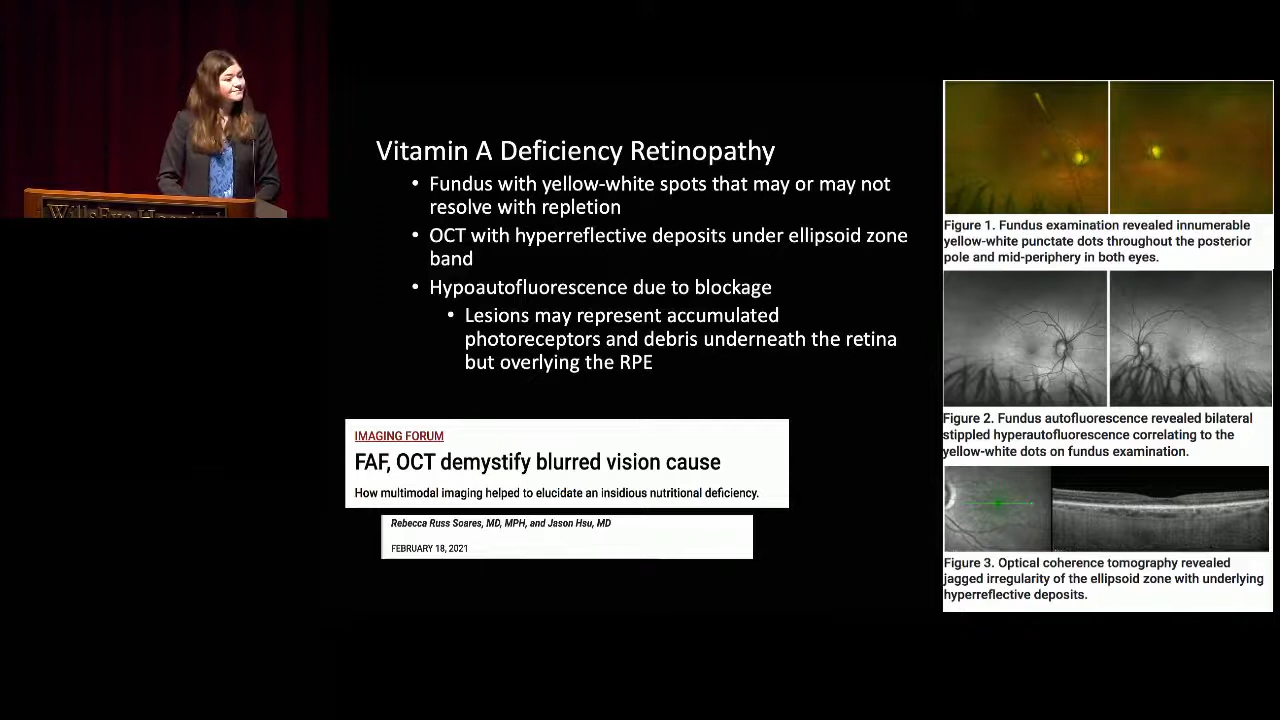 WillsEye Hospital
Vitamin A Deficiency Retinopathy
• Fundus with yellow-white spots that may or may not
resolve with repletion
• OCT with hyperreflective deposits under ellipsoid zone
band
• Hypoautofluorescence due to blockage
• Lesions may represent accumulated
photoreceptors and debris underneath the retina
but overlying the RPE
IMAGING FORUM
FAF, OCT demystify blurred vision cause
How multimodal imaging helped to elucidate an insidious nutritional deficiency.
Rebecca Russ Soares, MD, MPH, and Jason Hsu, MD
FEBRUARY 18, 2021
Figure 1. Fundus examination revealed innumerable
yellow-white punctate dots throughout the posterior
pole and mid-periphery in both eyes.
Figure 2. Fundus autofluorescence revealed bilateral
stippled hyperautofluorescence correlating to the
yellow-white dots on fundus examination.
Figure 3. Optical coherence tomography revealed
jagged irregularity of the ellipsoid zone with underlying
hyperreflective deposits.